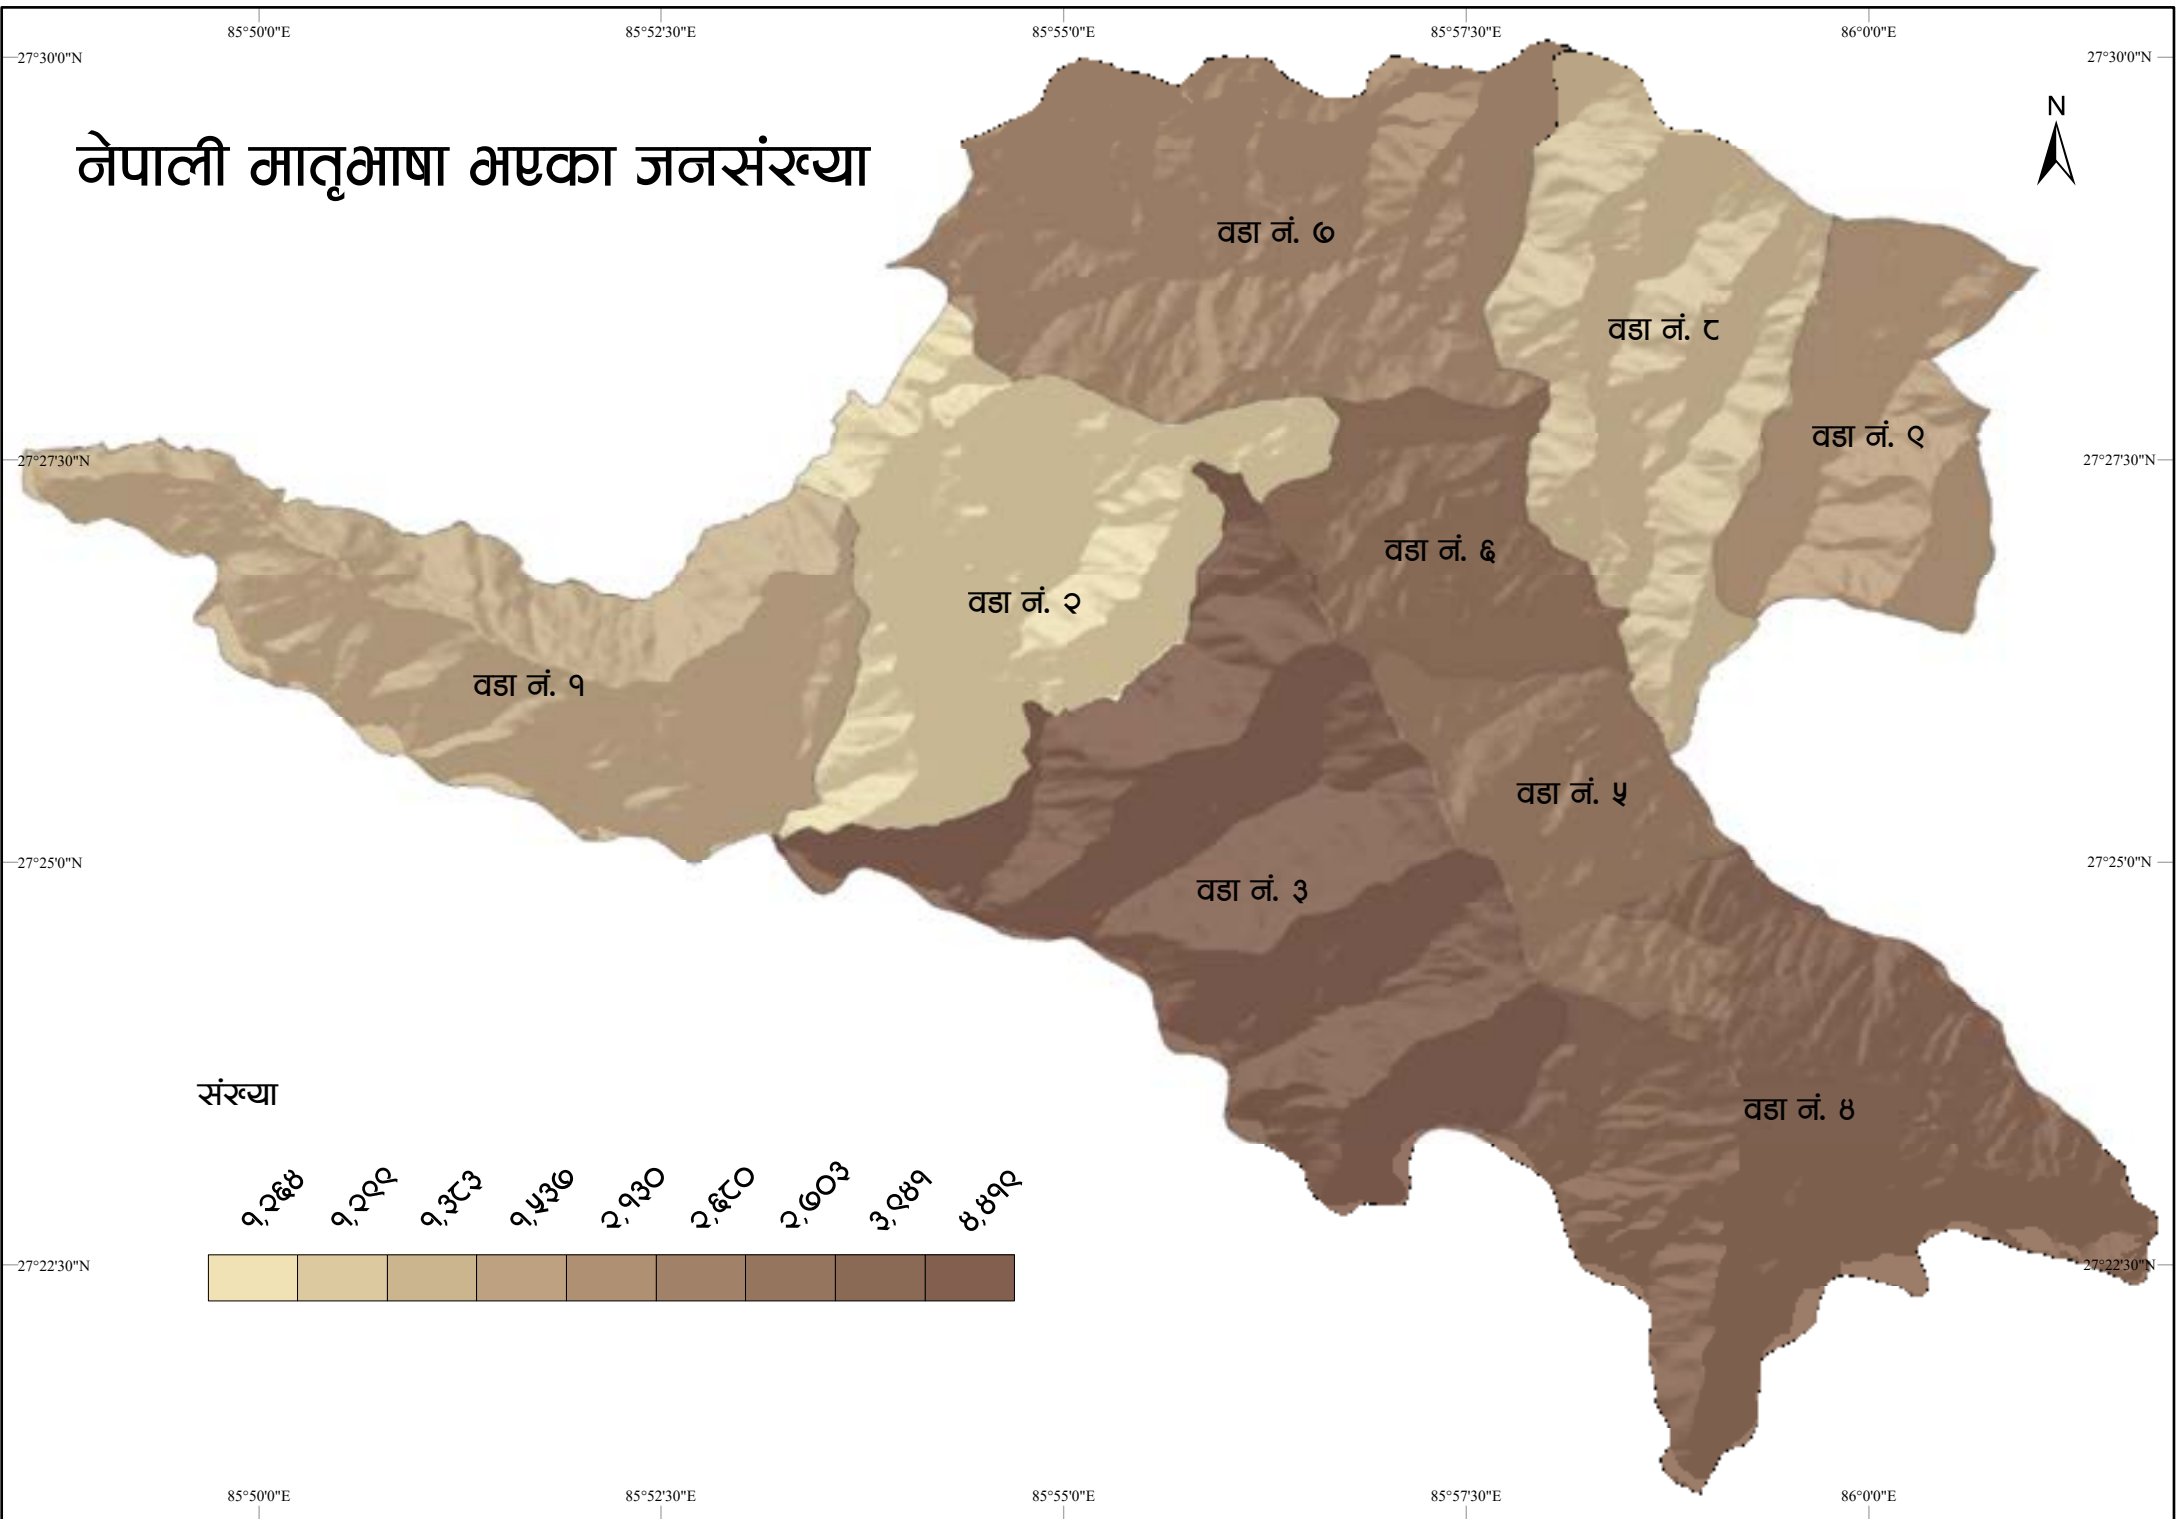 85°50'0"E 85°52'30"E 85°55'0"E 85°57'30"E 86°0'0"E
27°30'0"N 27°30'0"N
N
नेपाली मातृभाषा भएका जनसंख्या
वडा नं. ७
वडा नं. ८
वडा नं. ९
27°27'30"N 27°27'30"N
वडा नं. ६
वडा नं. २
वडा नं. १
वडा नं. ५
27°25'0"N 27°25'0"N
वडा नं. ३
संख्या
वडा नं. ४
१,२६४ १,२९९ १,३८३ १,५३७ २,१३० २,६८० २,७०३ ३,९४१ ४,४१९
27°22'30"N 27°22'30"N
85°50'0"E 85°52'30"E 85°55'0"E 85°57'30"E 86°0'0"E